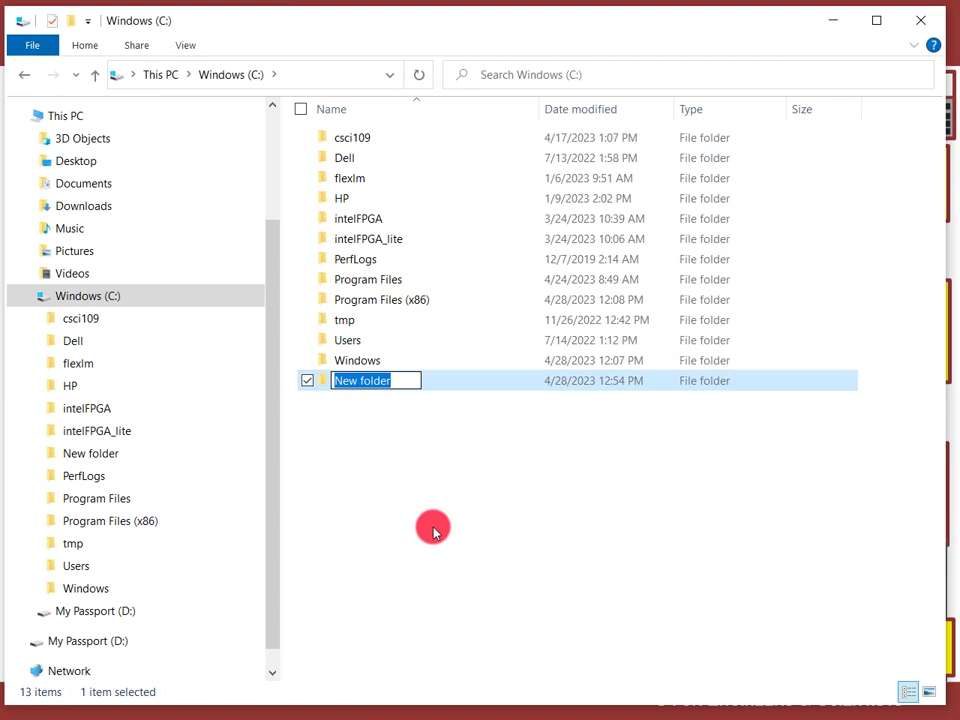 Windows (C:)
File Home Share View
This PC Windows (C:) Search Windows (C:)
This PC
3D Objects
Desktop
Documents
Downloads
Music
Pictures
Videos
Windows (C:)
csci109
Dell
flexlm
HP
intelFPGA
intelFPGA_lite
New folder
PerfLogs
Program Files
Program Files (x86)
tmp
Users
Windows
My Passport (D:)
My Passport (D:)
Network
Name Date modified Type Size
csci109 4/17/2023 1:07 PM File folder
Dell 7/13/2022 1:58 PM File folder
flexlm 1/6/2023 9:51 AM File folder
HP 1/9/2023 2:02 PM File folder
intelFPGA 3/24/2023 10:39 AM File folder
intelFPGA_lite 3/24/2023 10:06 AM File folder
PerfLogs 12/7/2019 2:14 AM File folder
Program Files 4/24/2023 8:49 AM File folder
Program Files (x86) 4/28/2023 12:08 PM File folder
tmp 11/26/2022 12:42 PM File folder
Users 7/14/2022 1:12 PM File folder
Windows 4/28/2023 12:07 PM File folder
New folder 4/28/2023 12:54 PM File folder
13 items 1 item selected